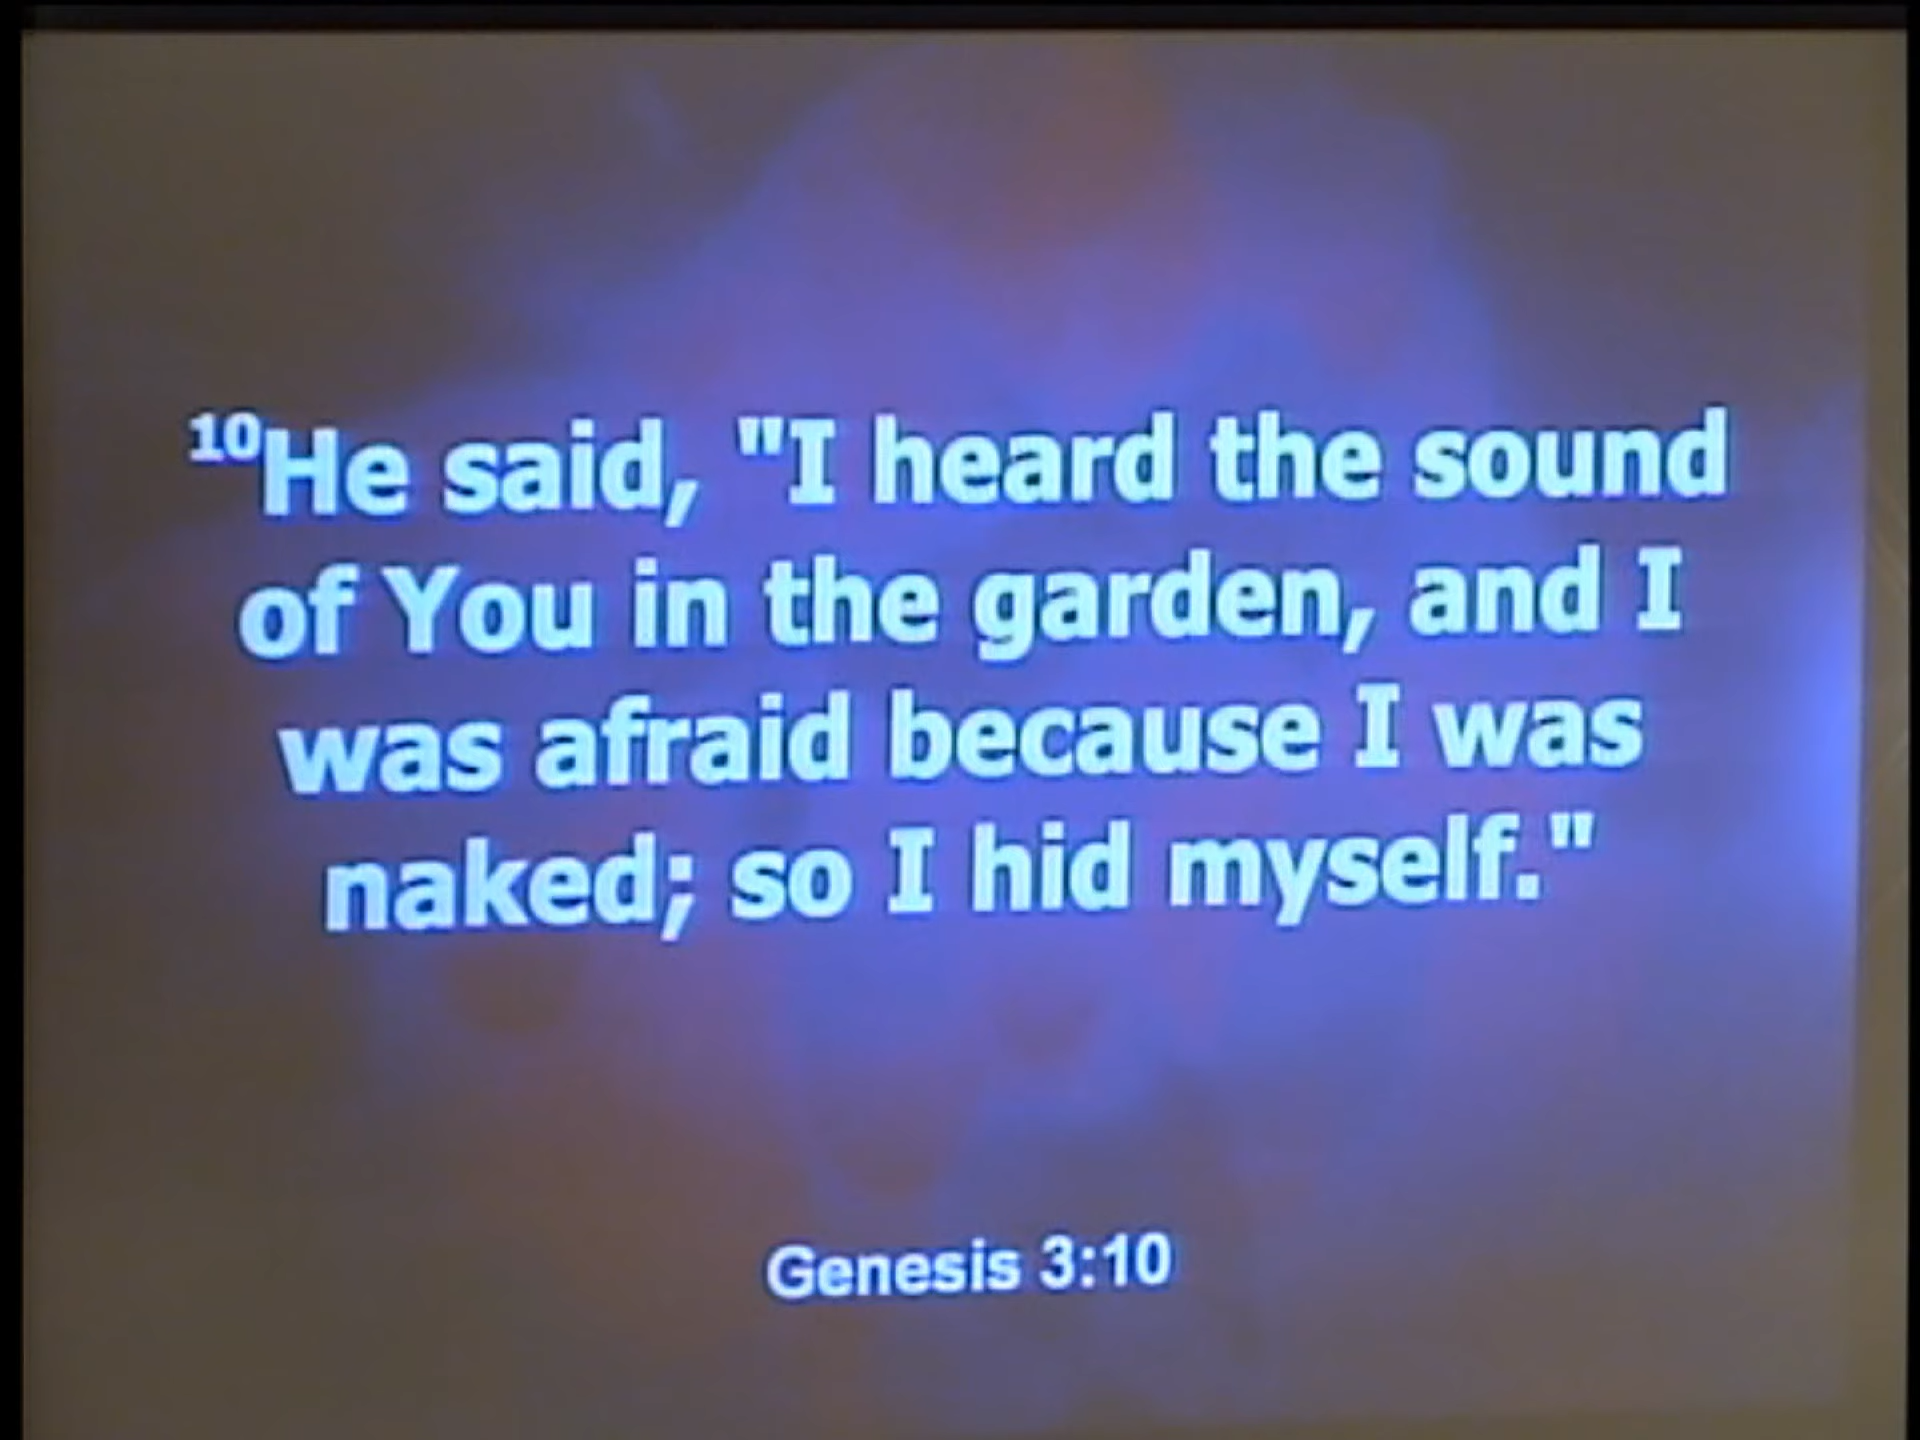 10He said, "I heard the sound
of You in the garden, and I
was afraid because I was
naked; so I hid myself."
Genesis 3:10